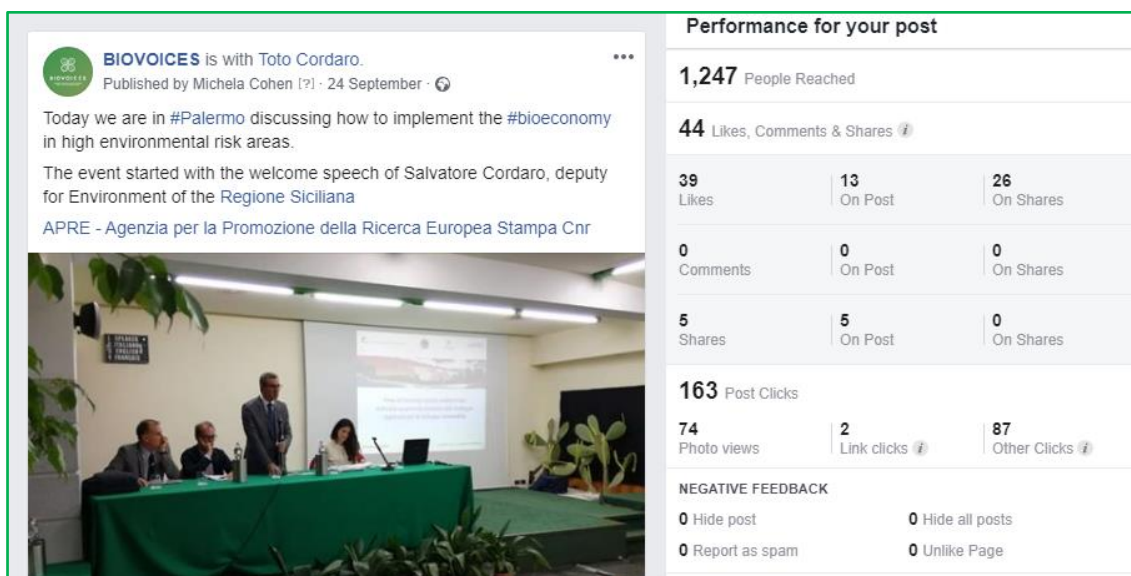 BIOVOICES is with Toto Cordaro.
Published by Michela Cohen [?] · 24 September ·
Today we are in #Palermo discussing how to implement the #bioeconomy
in high environmental risk areas.
The event started with the welcome speech of Salvatore Cordaro, deputy
for Environment of the Regione Siciliana
APRE - Agenzia per la Promozione della Ricerca Europea Stampa Cnr
BIOVOICES
SPEAKER
ITALIANO
ENGLISH
FRANÇAIS
Performance for your post
1,247 People Reached
44 Likes, Comments & Shares
39 13 26
Likes On Post On Shares
0 0 0
Comments On Post On Shares
5 5 0
Shares On Post On Shares
163 Post Clicks
74 2 87
Photo views Link clicks Other Clicks
NEGATIVE FEEDBACK
0 Hide post 0 Hide all posts
0 Report as spam 0 Unlike Page